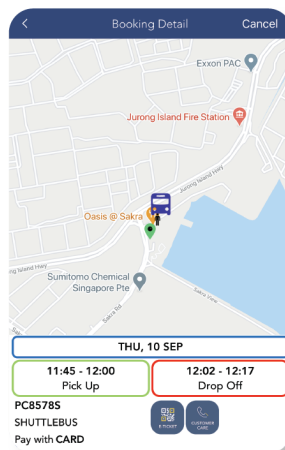 Booking Detail
Cancel
Exxon PAC
Jurong Island Fire Station
Jurong Island Hwy
Oasis @ Sakra
ng Island Hwy
Sumitomo Chemical
Singapore Pte
Sakra Rd
Sakra View
THU, 10 SEP
11:45 - 12:00
Pick Up
12:02 - 12:17
Drop Off
PC8578S
SHUTTLEBUS
Pay with CARD
E-TICKET
CUSTOMER
CARE